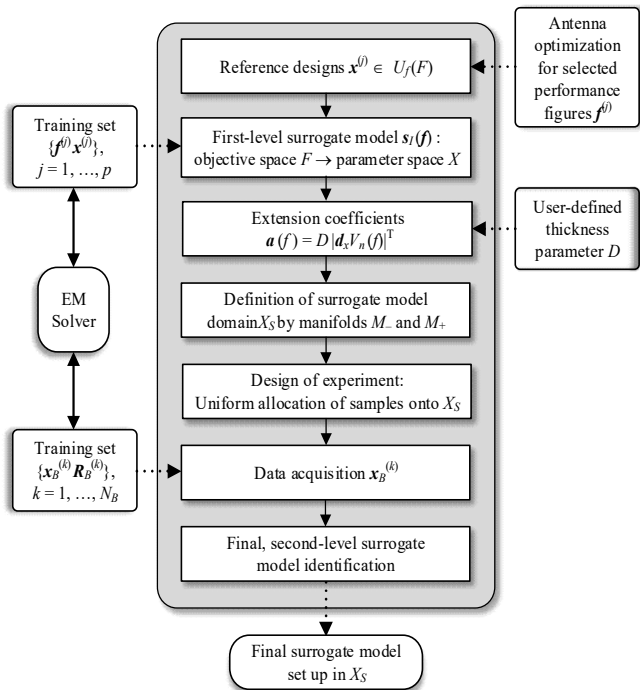 Reference designs x^(j) ∈ U_f(F)
Antenna
optimization
for selected
performance
figures f^(j)
Training set
{f^(j) x^(j)},
j = 1, …, p
First-level surrogate model s_I(f) :
objective space F → parameter space X
Extension coefficients
a (f) = D |d_x V_n(f)|^T
User-defined
thickness
parameter D
EM
Solver
Definition of surrogate model
domainX_S by manifolds M_− and M_+
Design of experiment:
Uniform allocation of samples onto X_S
Training set
{x_B^(k) R_B^(k)},
k = 1, …, N_B
Data acquisition x_B^(k)
Final, second-level surrogate
model identification
Final surrogate model
set up in X_S